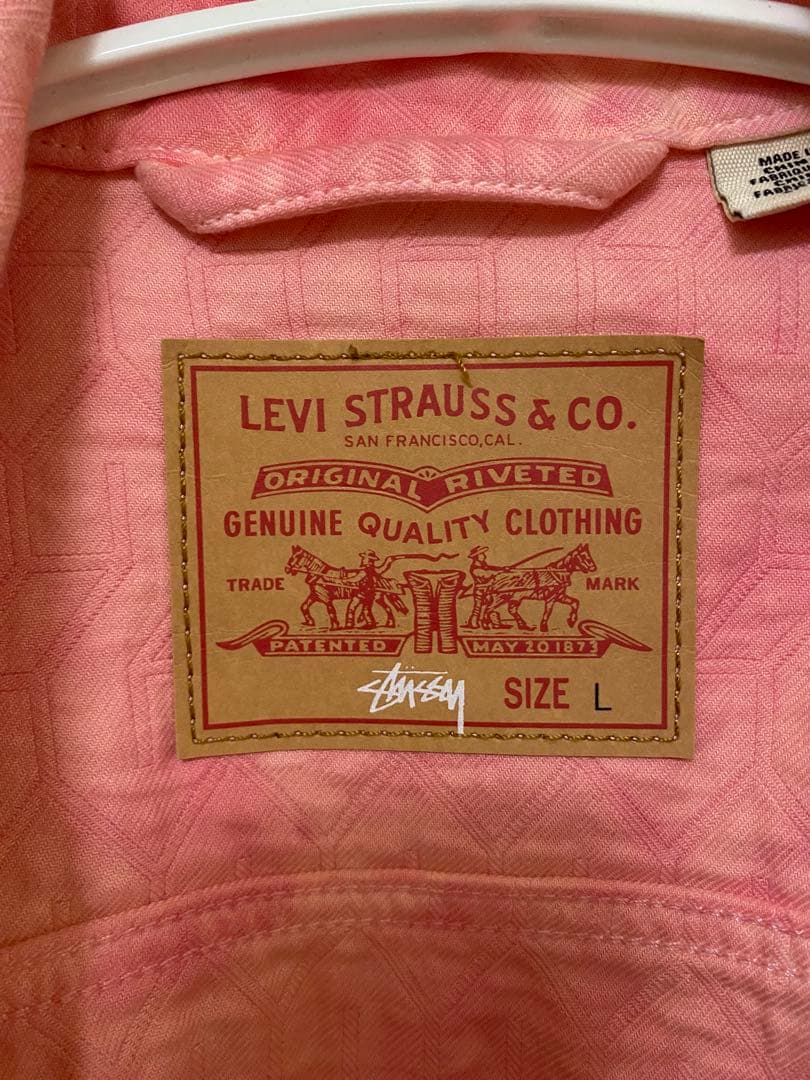 LEVI STRAUSS & CO.
SAN FRANCISCO, CAL.
ORIGINAL RIVETED
GENUINE QUALITY CLOTHING
TRADE MARK
PATENTED MAY 20 1873
Stüssy SIZE L
MADE